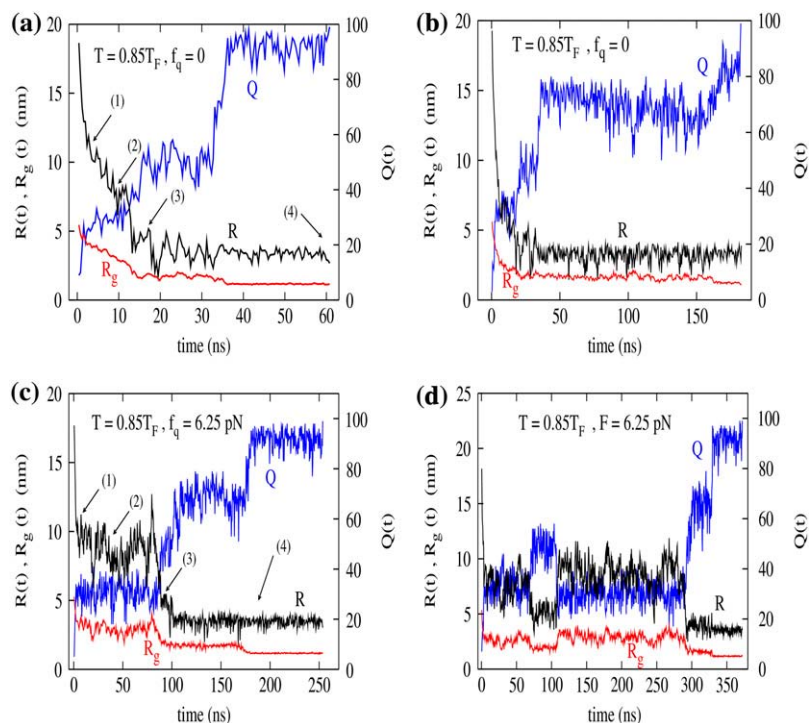 (a)
20
15
10
5
0
R(t) , R_g (t) (nm)
T = 0.85T_F , f_q = 0
Q
(1)
(2)
(3)
(4)
R
R_g
100
80
60
40
20
0
Q(t)
0 10 20 30 40 50 60
time (ns)
(b)
20
15
10
5
0
R(t) , R_g (t) (nm)
T = 0.85T_F , f_q = 0
Q
R
R_g
100
80
60
40
20
0
Q(t)
0 50 100 150
time (ns)
(c)
20
15
10
5
0
R(t) , R_g (t) (nm)
T = 0.85T_F , f_q = 6.25 pN
(1)
(2)
Q
(3)
(4)
R
R_g
100
80
60
40
20
0
Q(t)
0 50 100 150 200 250
time (ns)
(d)
25
20
15
10
5
0
R(t) , R_g (t) (nm)
T = 0.85T_F , F = 6.25 pN
Q
R
R_g
100
80
60
40
20
0
Q(t)
0 50 100 150 200 250 300 350
time (ns)